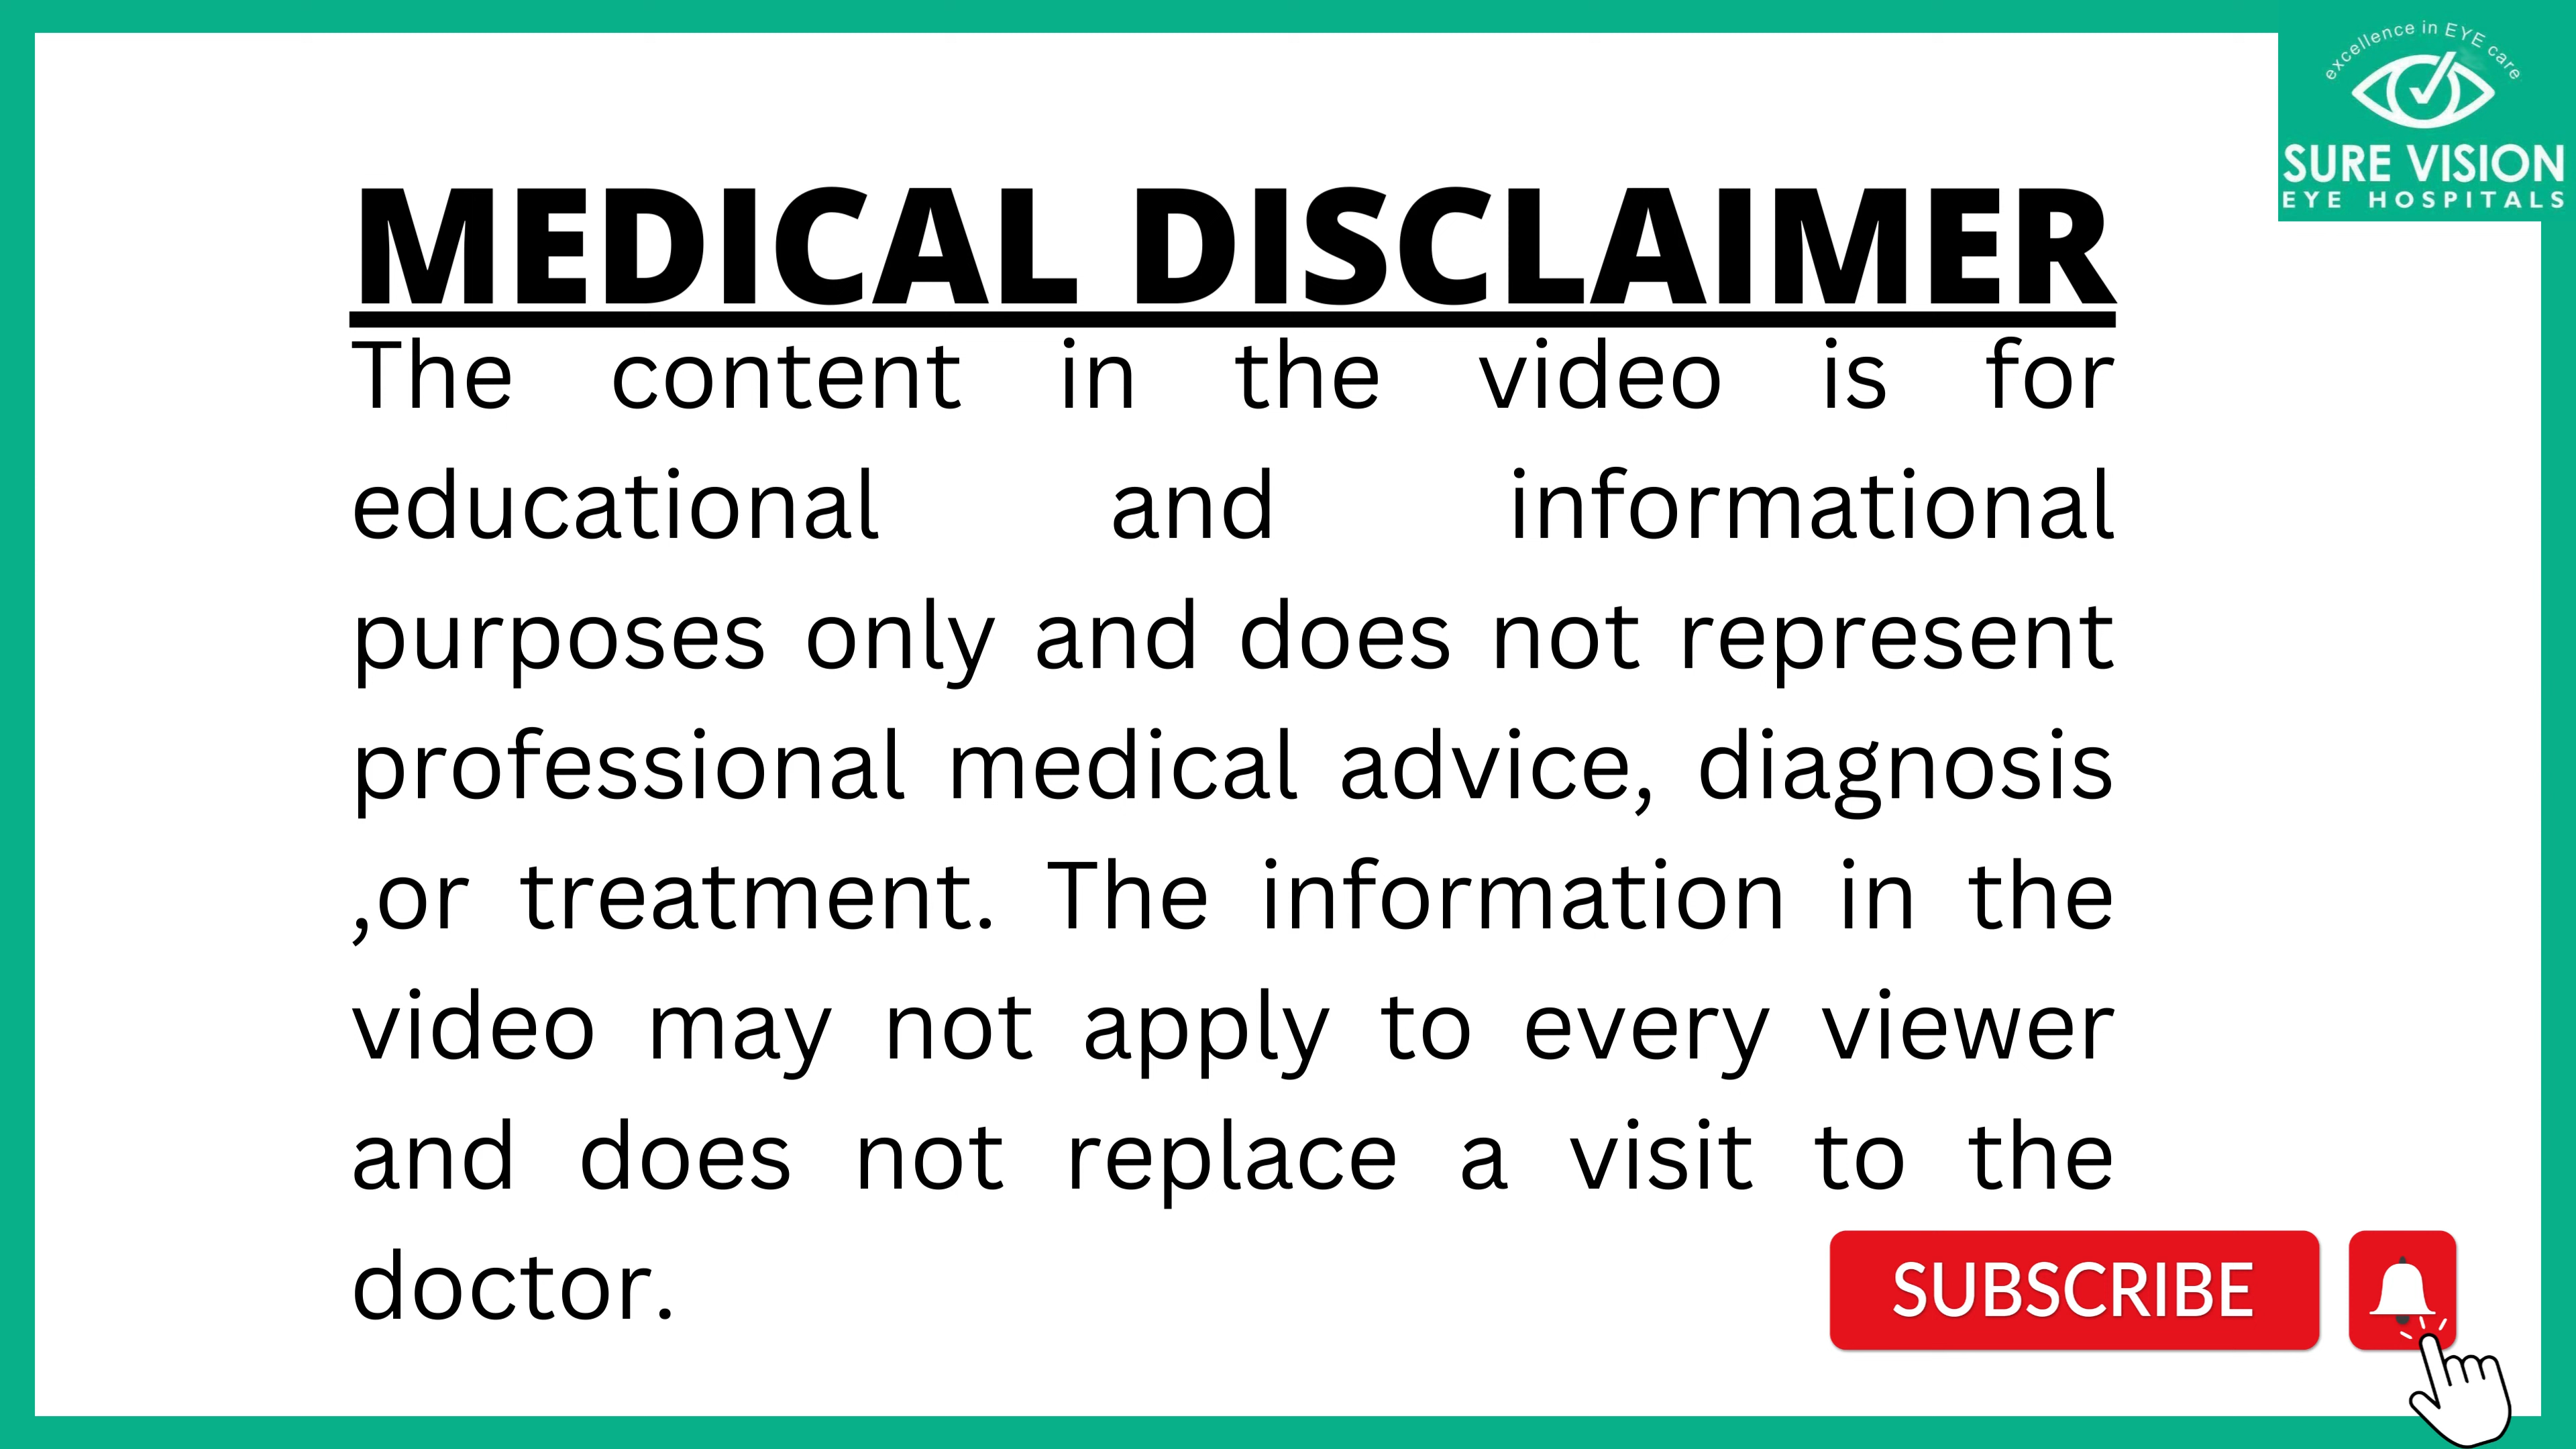 excellence in EYE care
SURE VISION
EYE HOSPITALS
MEDICAL DISCLAIMER
The content in the video is for
educational and informational
purposes only and does not represent
professional medical advice, diagnosis
,or treatment. The information in the
video may not apply to every viewer
and does not replace a visit to the
doctor.
SUBSCRIBE